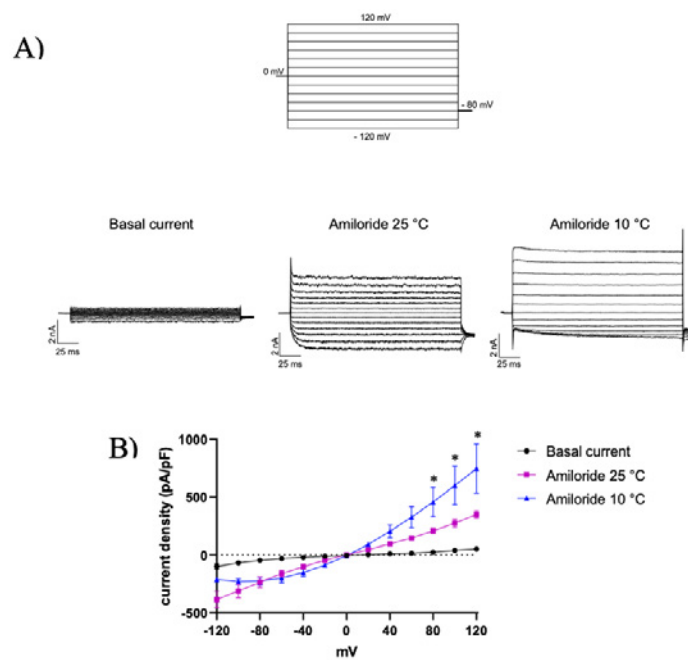 A)
120 mV
0 mV
- 80 mV
- 120 mV
Basal current
Amiloride 25 °C
Amiloride 10 °C
2 nA
25 ms
2 nA
25 ms
2 nA
25 ms
B)
current density (pA/pF)
1000
500
0
-500
* * *
-120 -80 -40 0 40 80 120
mV
Basal current
Amiloride 25 °C
Amiloride 10 °C